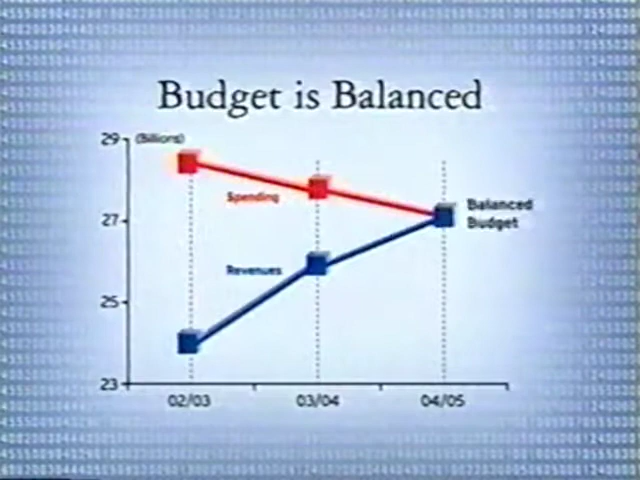 Budget is Balanced
29
(Billions)
Spending
27
Balanced
Budget
Revenues
25
23
02/03
03/04
04/05